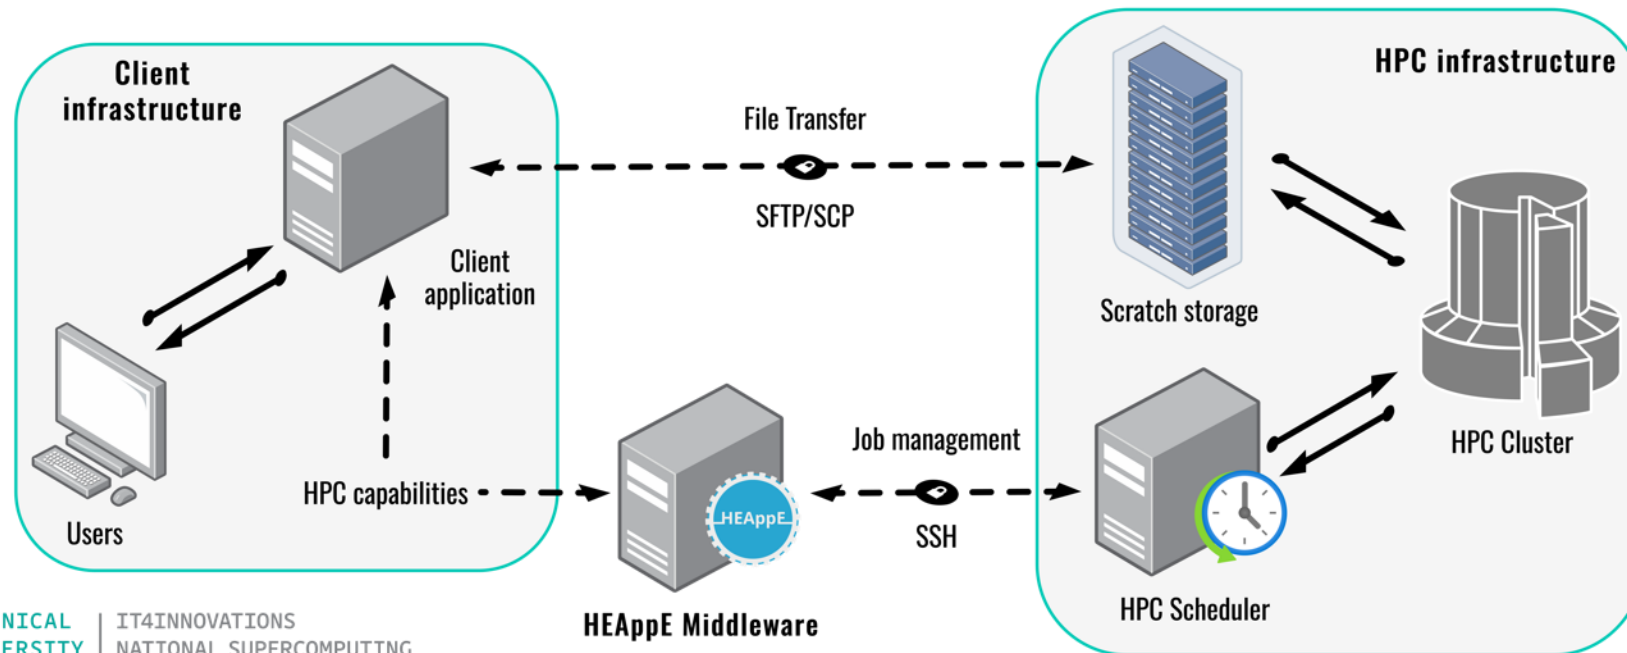 Client
infrastructure
HPC infrastructure
File Transfer
SFTP/SCP
Client
application
Scratch storage
Users
HPC capabilities
HEAppE
HEAppE Middleware
Job management
SSH
HPC Scheduler
HPC Cluster
NICAL | IT4INNOVATIONS
ERSITY | NATIONAL SUPERCOMPUTING